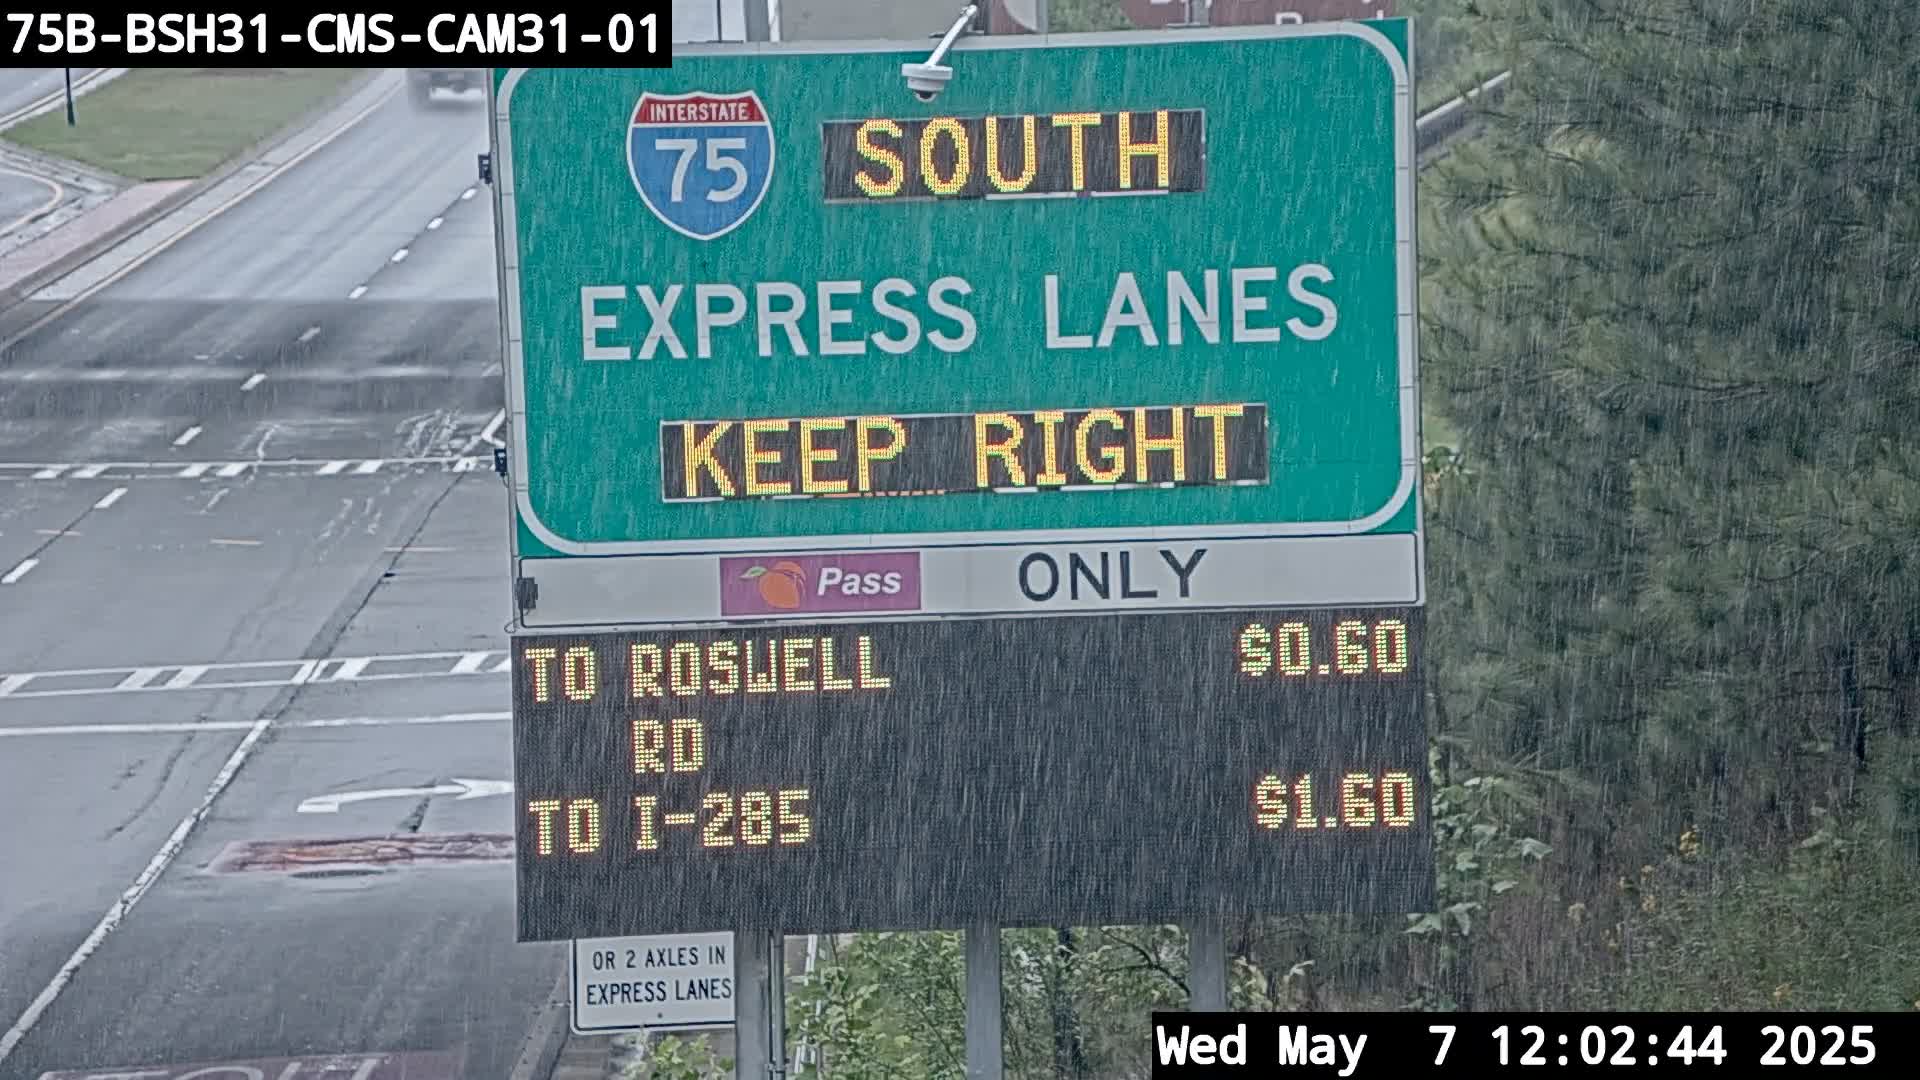 75B-BSH31-CMS-CAM31-01
INTERSTATE
75
SOUTH
EXPRESS LANES
KEEP RIGHT
Pass
ONLY
TO ROSWELL $0.60
RD
TO I-285 $1.60
OR 2 AXLES IN
EXPRESS LANES
Wed May 7 12:02:44 2025